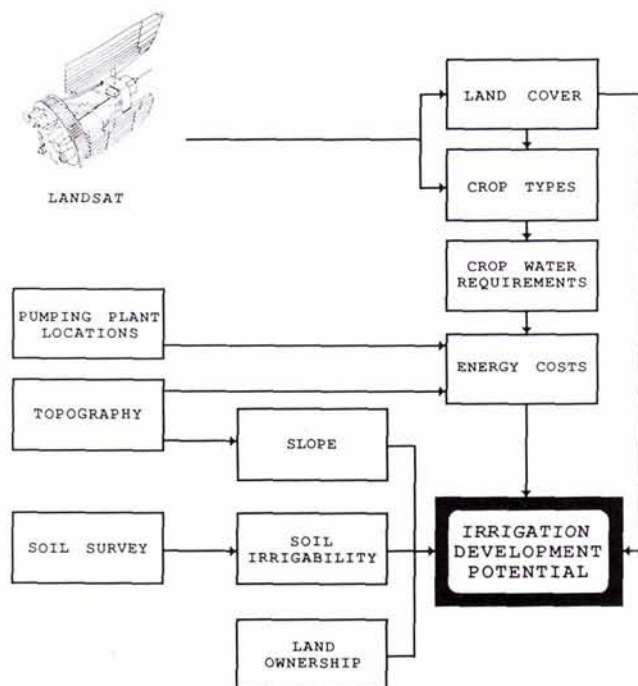 LAND COVER
LANDSAT
CROP TYPES
CROP WATER
REQUIREMENTS
PUMPING PLANT
LOCATIONS
ENERGY COSTS
TOPOGRAPHY
SLOPE
SOIL SURVEY
SOIL
IRRIGABILITY
IRRIGATION
DEVELOPMENT
POTENTIAL
LAND
OWNERSHIP